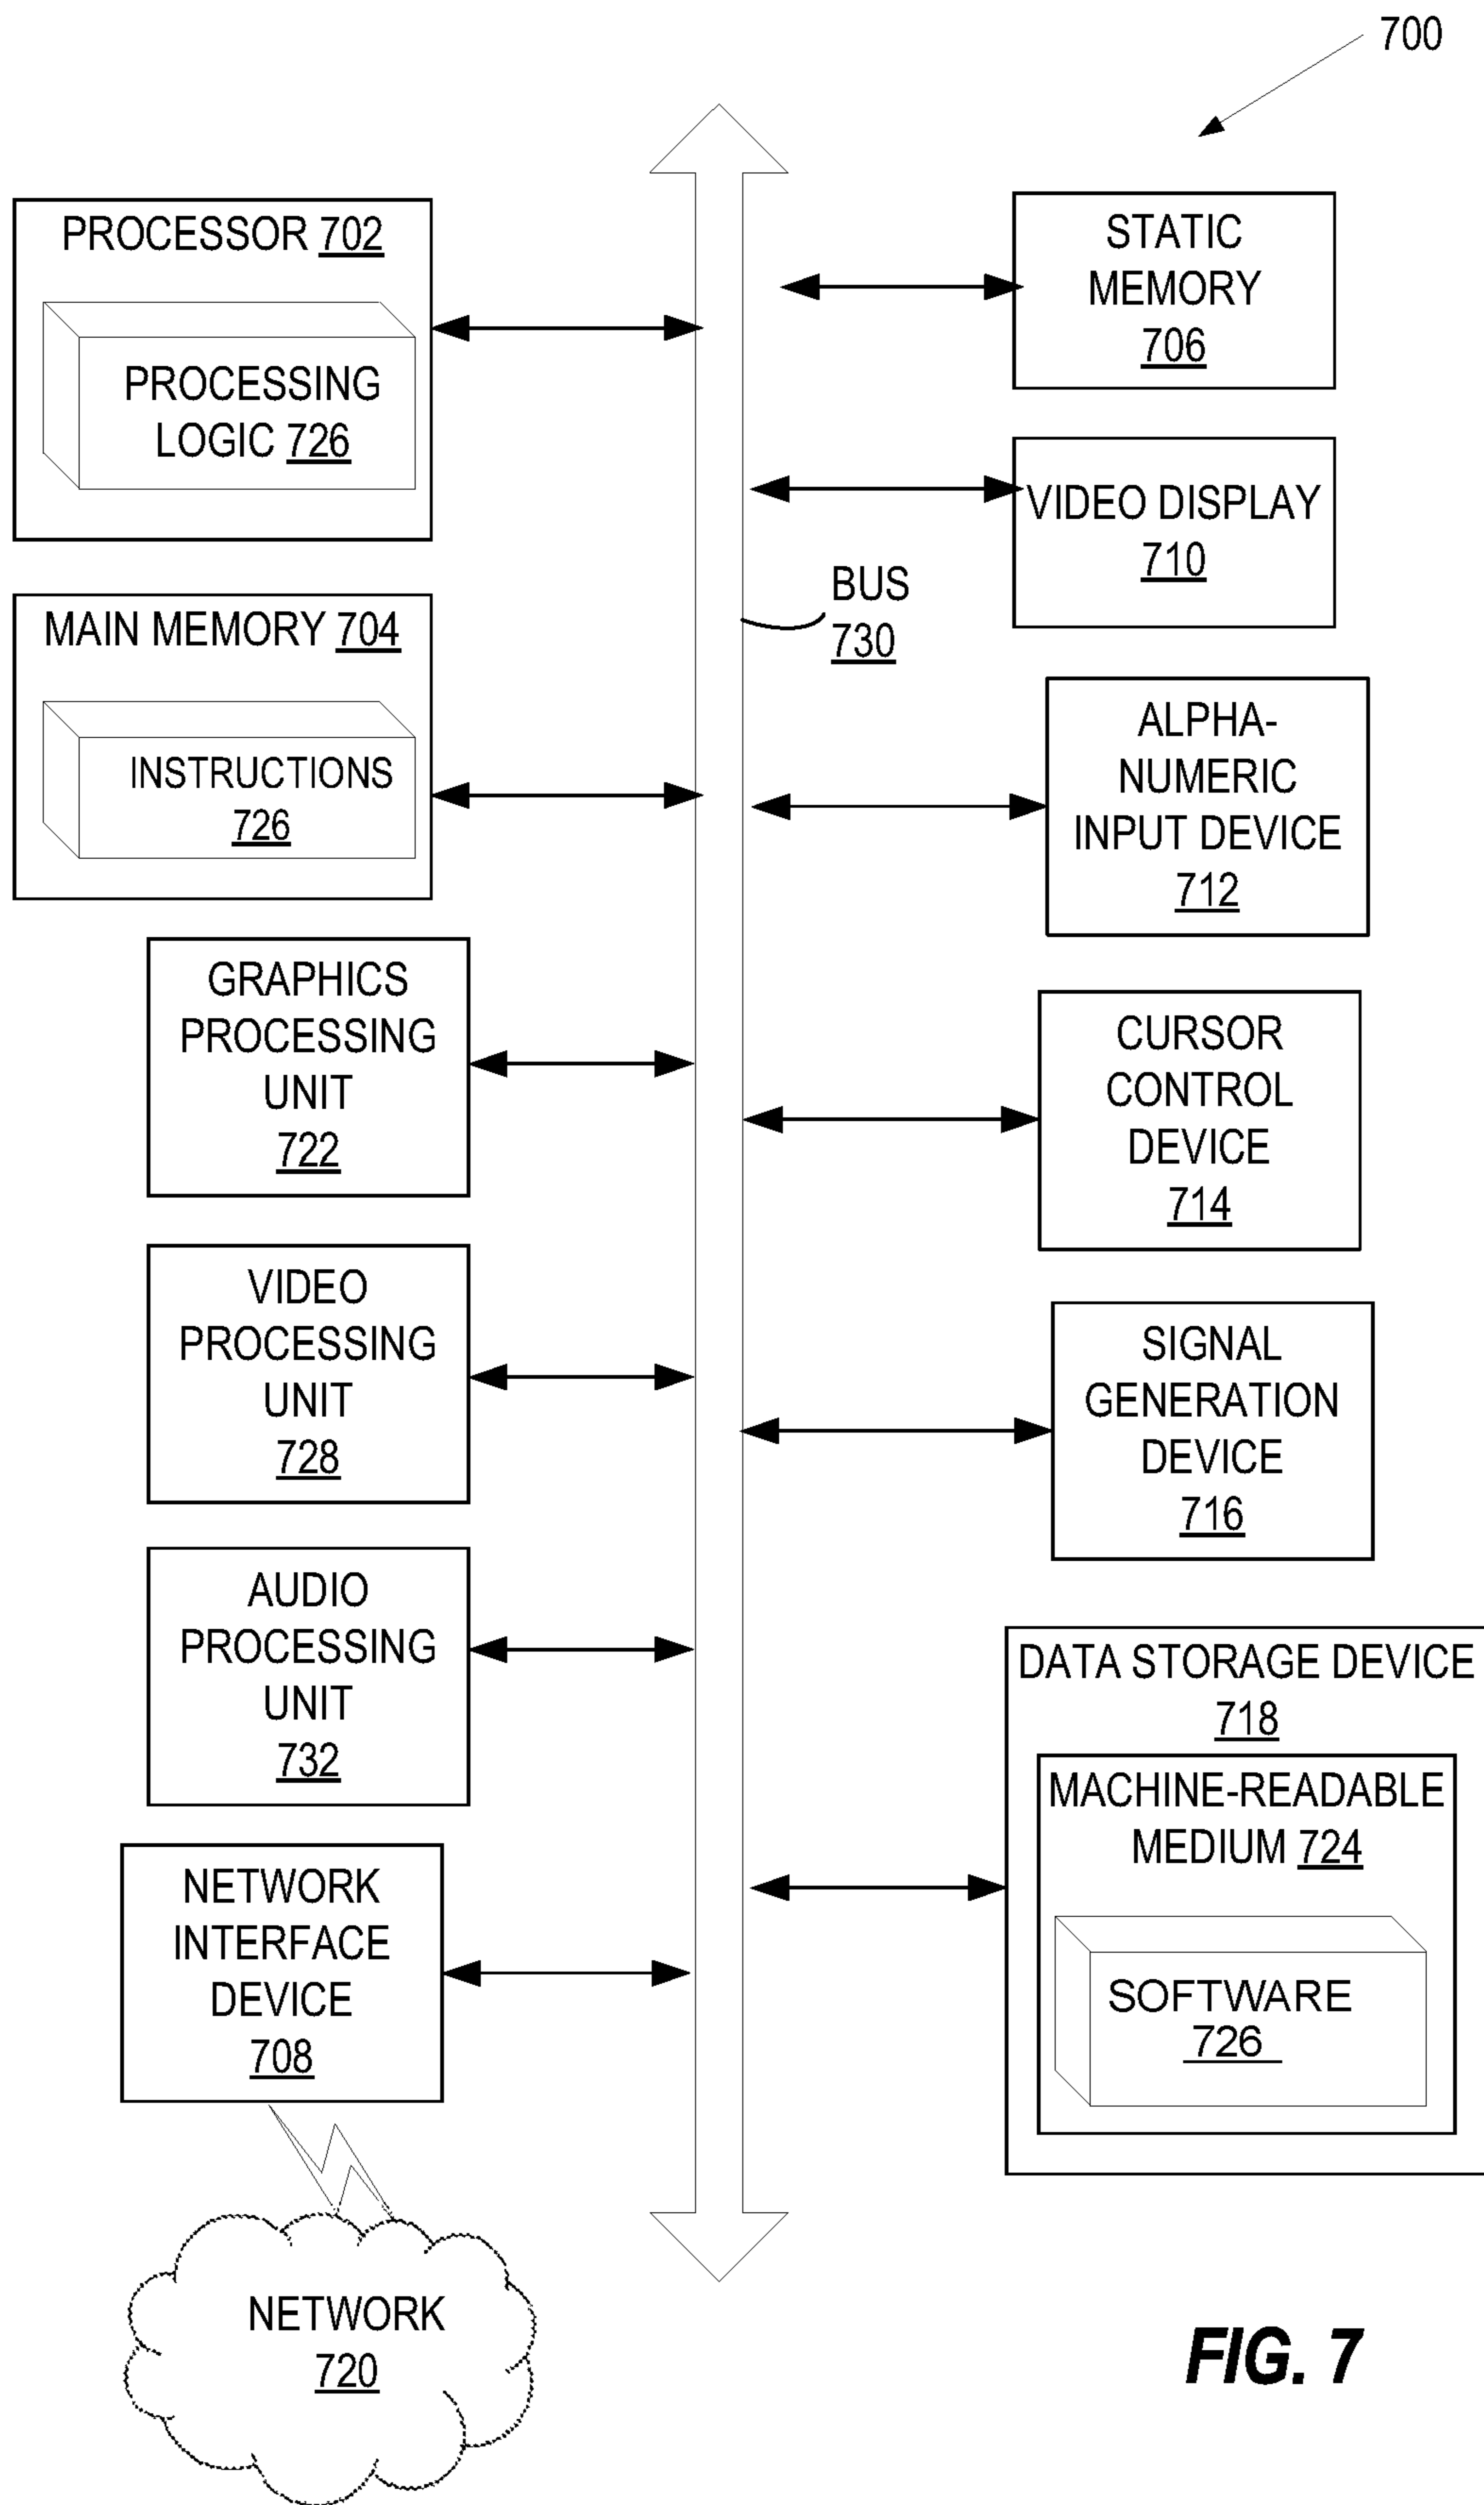 700
PROCESSOR 702
PROCESSING
LOGIC 726
MAIN MEMORY 704
INSTRUCTIONS
726
GRAPHICS
PROCESSING
UNIT
722
VIDEO
PROCESSING
UNIT
728
AUDIO
PROCESSING
UNIT
732
NETWORK
INTERFACE
DEVICE
708
NETWORK
720
BUS
730
STATIC
MEMORY
706
VIDEO DISPLAY
710
ALPHA-
NUMERIC
INPUT DEVICE
712
CURSOR
CONTROL
DEVICE
714
SIGNAL
GENERATION
DEVICE
716
DATA STORAGE DEVICE
718
MACHINE-READABLE
MEDIUM 724
SOFTWARE
726
FIG. 7